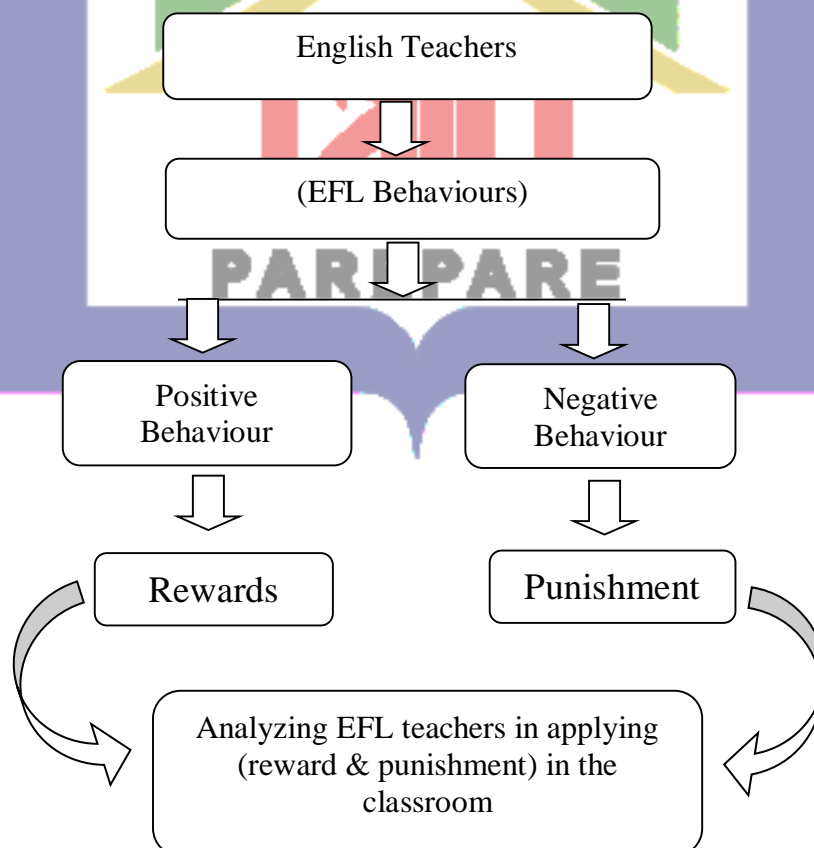 English Teachers
(EFL Behaviours)
PAREPARE
Positive
Behaviour
Negative
Behaviour
Rewards
Punishment
Analyzing EFL teachers in applying
(reward & punishment) in the
classroom